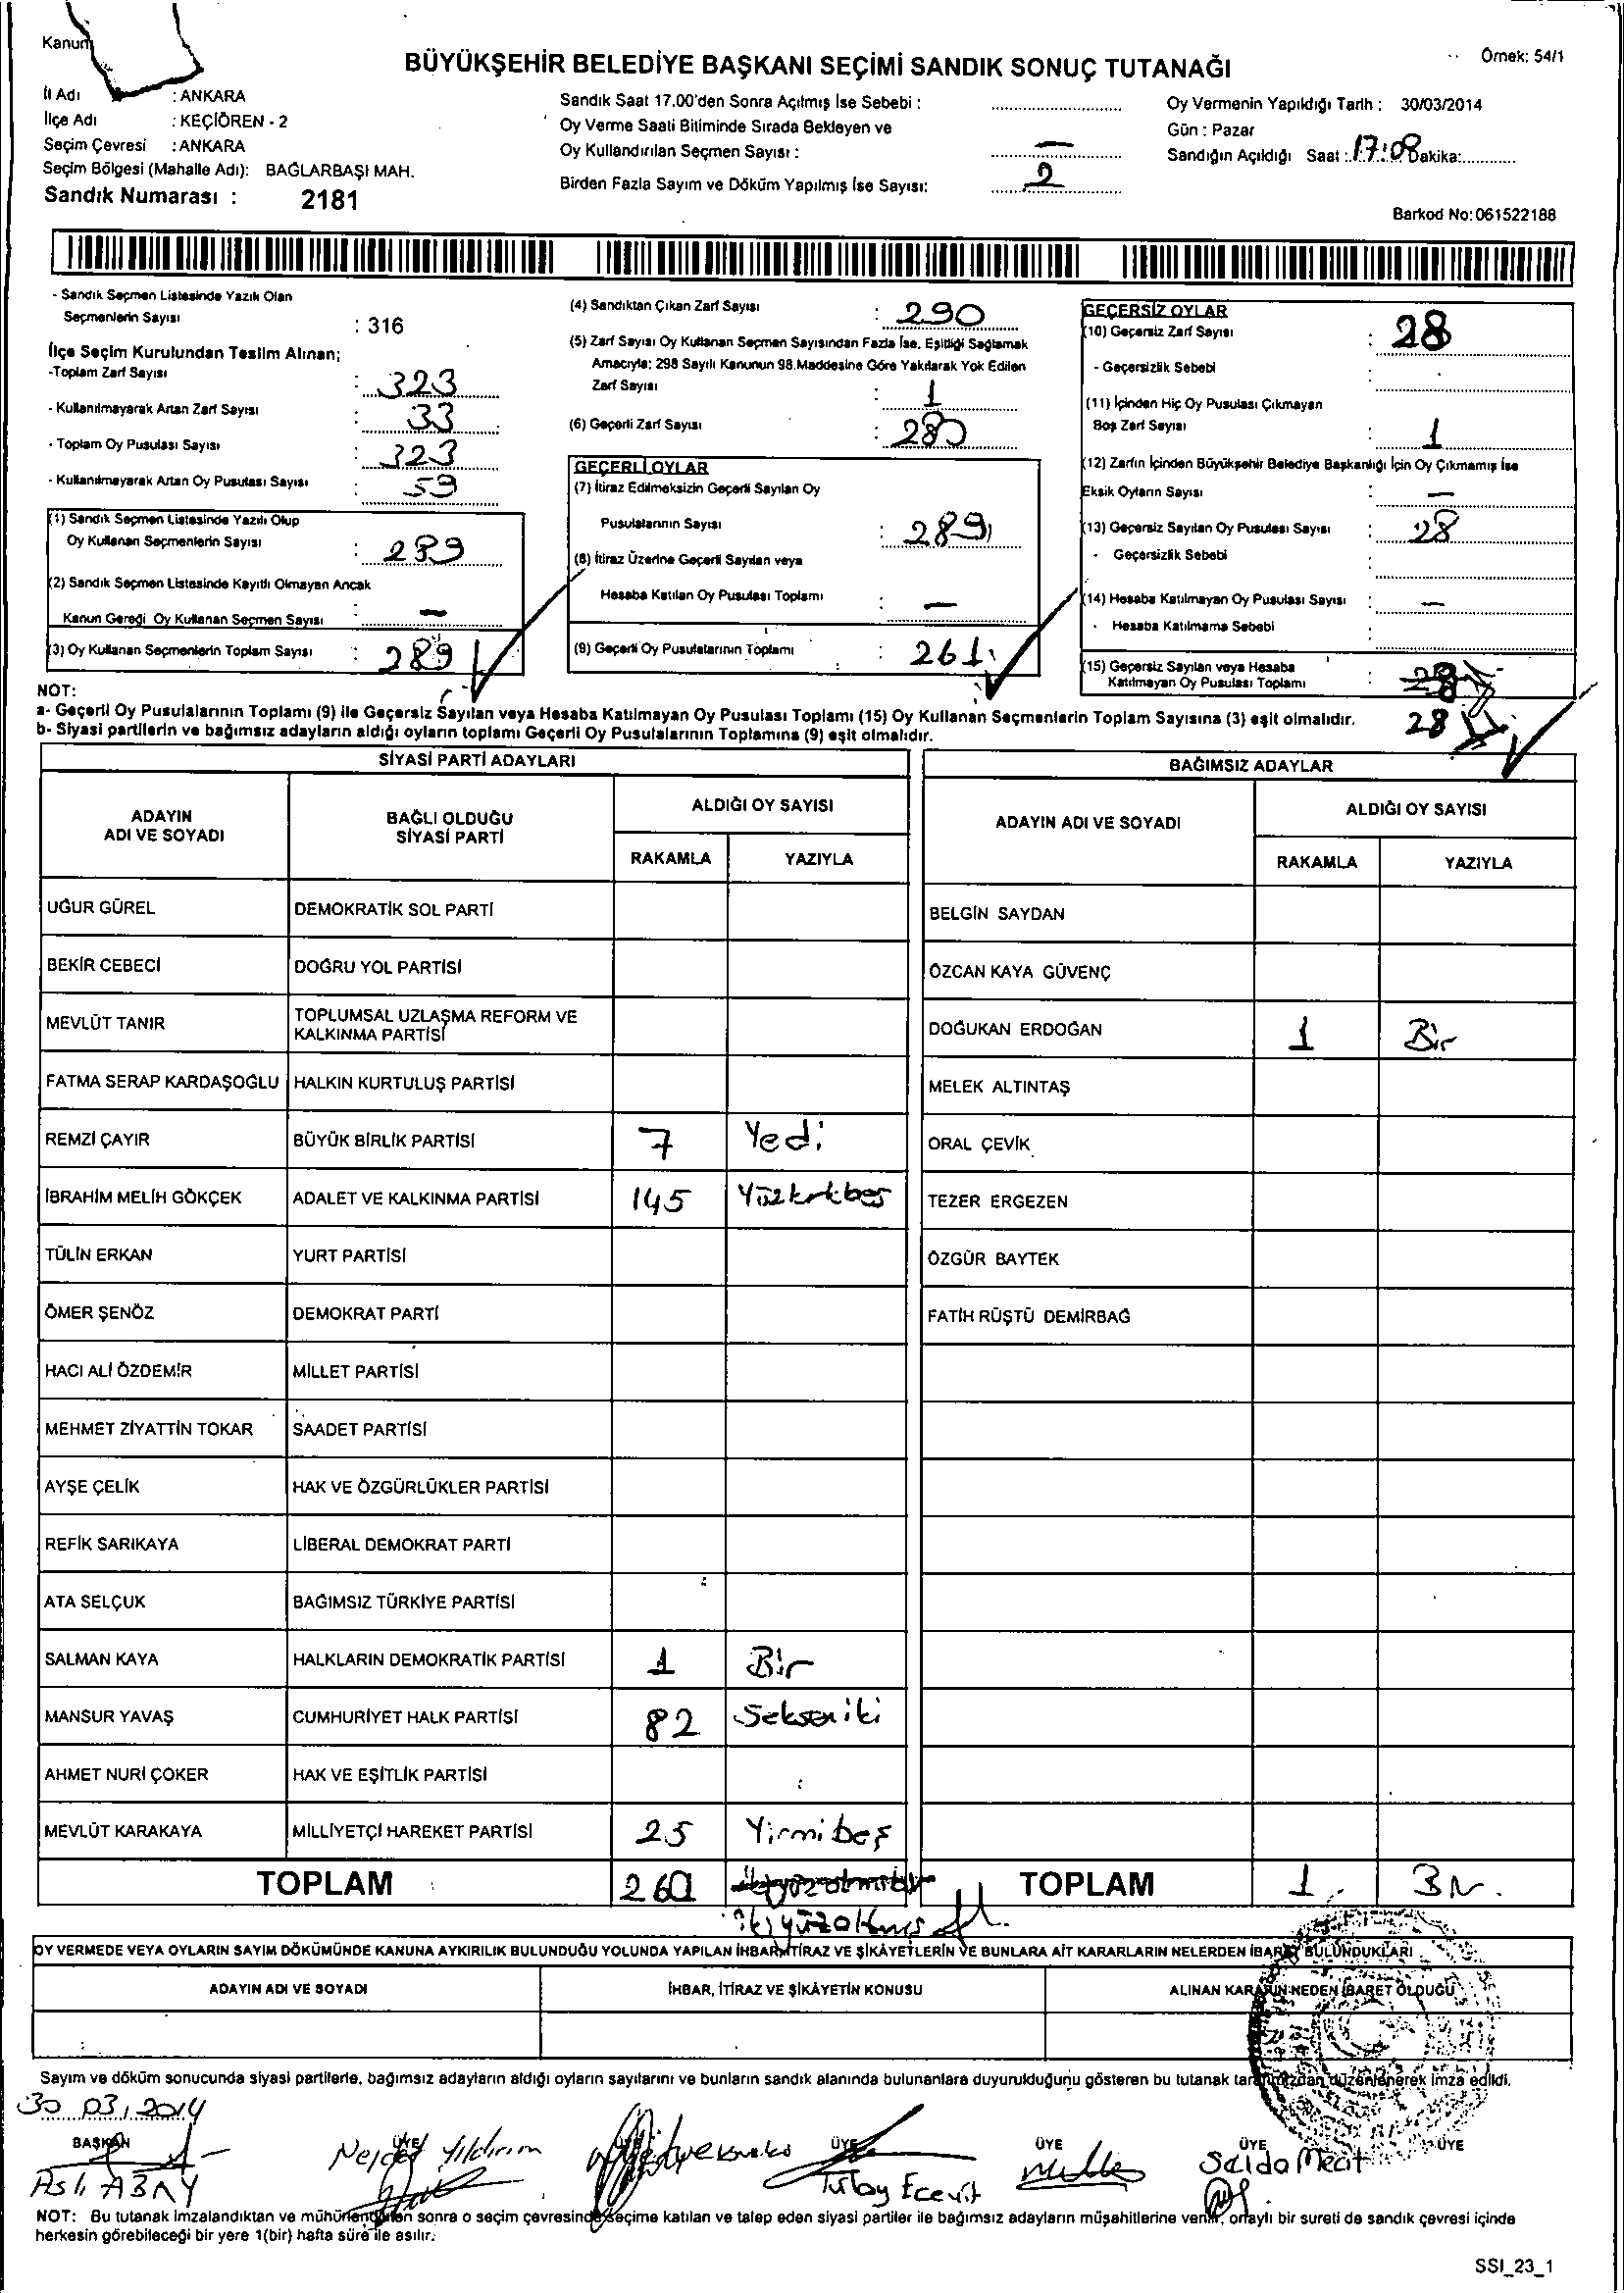 Kanun
Örnek: 54/1
BÜYÜKŞEHİR BELEDİYE BAŞKANI SEÇİMİ SANDIK SONUÇ TUTANAĞI
İl Adı : ANKARA
İlçe Adı : KEÇİÖREN - 2
Seçim Çevresi : ANKARA
Seçim Bölgesi (Mahalle Adı): BAĞLARBAŞI MAH.
Sandık Numarası : 2181
Sandık Saat 17.00'den Sonra Açılmış İse Sebebi :
Oy Verme Saati Bitiminde Sırada Bekleyen ve
Oy Kullandırılan Seçmen Sayısı : —
Birden Fazla Sayım ve Döküm Yapılmış İse Sayısı: 2
Oy Vermenin Yapıldığı Tarih : 30/03/2014
Gün : Pazar
Sandığın Açıldığı Saat : 17:08 Dakika:
Barkod No: 061522188
- Sandık Seçmen Listesinde Yazılı Olan
Seçmenlerin Sayısı : 316
İlçe Seçim Kurulundan Teslim Alınan;
-Toplam Zarf Sayısı : 323
- Kullanılmayarak Artan Zarf Sayısı : 33
- Toplam Oy Pusulası Sayısı : 323
- Kullanılmayarak Artan Oy Pusulası Sayısı : 59
(1) Sandık Seçmen Listesinde Yazılı Olup
Oy Kullanan Seçmenlerin Sayısı : 289
(2) Sandık Seçmen Listesinde Kayıtlı Olmayan Ancak
Kanun Gereği Oy Kullanan Seçmen Sayısı : —
(3) Oy Kullanan Seçmenlerin Toplam Sayısı : 289
(4) Sandıktan Çıkan Zarf Sayısı : 290
(5) Zarf Sayısı Oy Kullanan Seçmen Sayısından Fazla İse, Eşitliği Sağlamak
Amacıyla; 298 Sayılı Kanunun 98.Maddesine Göre Yakılarak Yok Edilen
Zarf Sayısı : 1
(6) Geçerli Zarf Sayısı : 280
GEÇERLİ OYLAR
(7) İtiraz Edilmeksizin Geçerli Sayılan Oy
Pusulalarının Sayısı : 289
(8) İtiraz Üzerine Geçerli Sayılan veya
Hesaba Katılan Oy Pusulası Toplamı : —
(9) Geçerli Oy Pusulalarının Toplamı : 261
GEÇERSİZ OYLAR
(10) Geçersiz Zarf Sayısı : 28
- Geçersizlik Sebebi :
(11) İçinden Hiç Oy Pusulası Çıkmayan
Boş Zarf Sayısı : 1
(12) Zarfın İçinden Büyükşehir Belediye Başkanlığı İçin Oy Çıkmamış İse
Eksik Oyların Sayısı : —
(13) Geçersiz Sayılan Oy Pusulası Sayısı : 28
- Geçersizlik Sebebi :
(14) Hesaba Katılmayan Oy Pusulası Sayısı : —
- Hesaba Katılmama Sebebi :
(15) Geçersiz Sayılan veya Hesaba
Katılmayan Oy Pusulası Toplamı : 28
28
NOT:
a- Geçerli Oy Pusulalarının Toplamı (9) ile Geçersiz Sayılan veya Hesaba Katılmayan Oy Pusulası Toplamı (15) Oy Kullanan Seçmenlerin Toplam Sayısına (3) eşit olmalıdır.
b- Siyasi partilerin ve bağımsız adayların aldığı oyların toplamı Geçerli Oy Pusulalarının Toplamına (9) eşit olmalıdır.
SİYASİ PARTİ ADAYLARI
ADAYIN ADI VE SOYADI BAĞLI OLDUĞU SİYASİ PARTİ ALDIĞI OY SAYISI
RAKAMLA YAZIYLA
UĞUR GÜREL DEMOKRATİK SOL PARTİ
BEKİR CEBECİ DOĞRU YOL PARTİSİ
MEVLÜT TANIR TOPLUMSAL UZLAŞMA REFORM VE KALKINMA PARTİSİ
FATMA SERAP KARDAŞOĞLU HALKIN KURTULUŞ PARTİSİ
REMZİ ÇAYIR BÜYÜK BİRLİK PARTİSİ 7 Yedi
İBRAHİM MELİH GÖKÇEK ADALET VE KALKINMA PARTİSİ 145 Yüzkırkbeş
TÜLİN ERKAN YURT PARTİSİ
ÖMER ŞENÖZ DEMOKRAT PARTİ
HACI ALİ ÖZDEMİR MİLLET PARTİSİ
MEHMET ZİYATTİN TOKAR SAADET PARTİSİ
AYŞE ÇELİK HAK VE ÖZGÜRLÜKLER PARTİSİ
REFİK SARIKAYA LİBERAL DEMOKRAT PARTİ
ATA SELÇUK BAĞIMSIZ TÜRKİYE PARTİSİ
SALMAN KAYA HALKLARIN DEMOKRATİK PARTİSİ 1 Bir
MANSUR YAVAŞ CUMHURİYET HALK PARTİSİ 82 Sekseniki
AHMET NURİ ÇOKER HAK VE EŞİTLİK PARTİSİ
MEVLÜT KARAKAYA MİLLİYETÇİ HAREKET PARTİSİ 25 Yirmibeş
TOPLAM 260 ikiyüzaltmışbir
ikiyüzaltmış
BAĞIMSIZ ADAYLAR
ADAYIN ADI VE SOYADI ALDIĞI OY SAYISI
RAKAMLA YAZIYLA
BELGİN SAYDAN
ÖZCAN KAYA GÜVENÇ
DOĞUKAN ERDOĞAN 1 Bir
MELEK ALTINTAŞ
ORAL ÇEVİK
TEZER ERGEZEN
ÖZGÜR BAYTEK
FATİH RÜŞTÜ DEMİRBAĞ
TOPLAM 1 Bir.
OY VERMEDE VEYA OYLARIN SAYIM DÖKÜMÜNDE KANUNA AYKIRILIK BULUNDUĞU YOLUNDA YAPILAN İHBAR, İTİRAZ VE ŞİKÂYETLERİN VE BUNLARA AİT KARARLARIN NELERDEN İBARET BULUNDUKLARI
ADAYIN ADI VE SOYADI İHBAR, İTİRAZ VE ŞİKÂYETİN KONUSU ALINAN KARARIN NEDEN İBARET OLDUĞU
Sayım ve döküm sonucunda siyasi partilerle, bağımsız adayların aldığı oyların sayılarını ve bunların sandık alanında bulunanlara duyurulduğunu gösteren bu tutanak tarafımızdan düzenlenerek imza edildi.
30.03.2014
BAŞKAN ÜYE ÜYE ÜYE ÜYE ÜYE ÜYE
Aslı ABAY Nejdet Yıldırım Tülay Ecevit Saida Mecit
NOT: Bu tutanak imzalandıktan ve mühürlendikten sonra o seçim çevresinde seçime katılan ve talep eden siyasi partiler ile bağımsız adayların müşahitlerine verilir, onaylı bir sureti de sandık çevresi içinde
herkesin görebileceği bir yere 1(bir) hafta süre ile asılır.
SSI_23_1